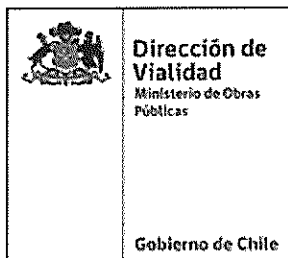 Dirección de
Vialidad
Ministerio de Obras
Públicas
Gobierno de Chile